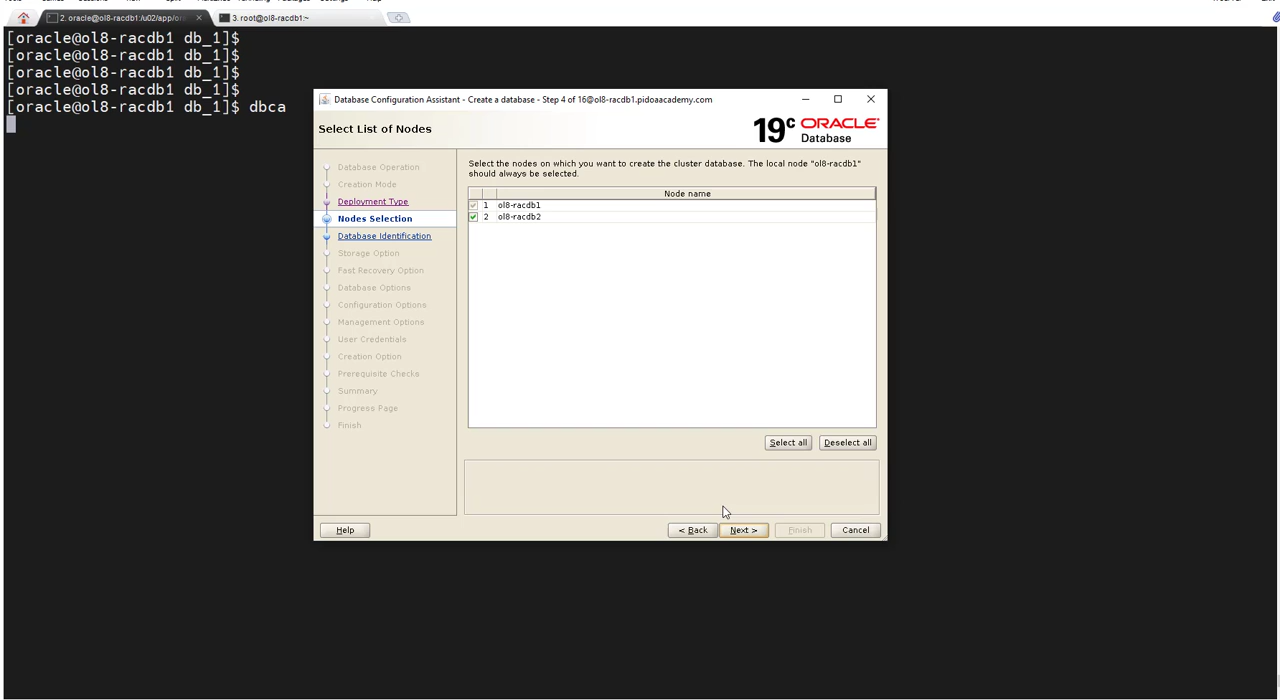 2. oracle@ol8-racdb1:/u02/app/or
3. root@ol8-racdb1:~
[oracle@ol8-racdb1 db_1]$
[oracle@ol8-racdb1 db_1]$
[oracle@ol8-racdb1 db_1]$
[oracle@ol8-racdb1 db_1]$
[oracle@ol8-racdb1 db_1]$ dbca
Database Configuration Assistant - Create a database - Step 4 of 16@ol8-racdb1.pidoaacademy.com
Select List of Nodes
19c ORACLE
Database
Database Operation
Creation Mode
Deployment Type
Nodes Selection
Database Identification
Storage Option
Fast Recovery Option
Database Options
Configuration Options
Management Options
User Credentials
Creation Option
Prerequisite Checks
Summary
Progress Page
Finish
Select the nodes on which you want to create the cluster database. The local node "ol8-racdb1"
should always be selected.
Node name
1 ol8-racdb1
2 ol8-racdb2
Select all
Deselect all
Help
< Back
Next >
Finish
Cancel